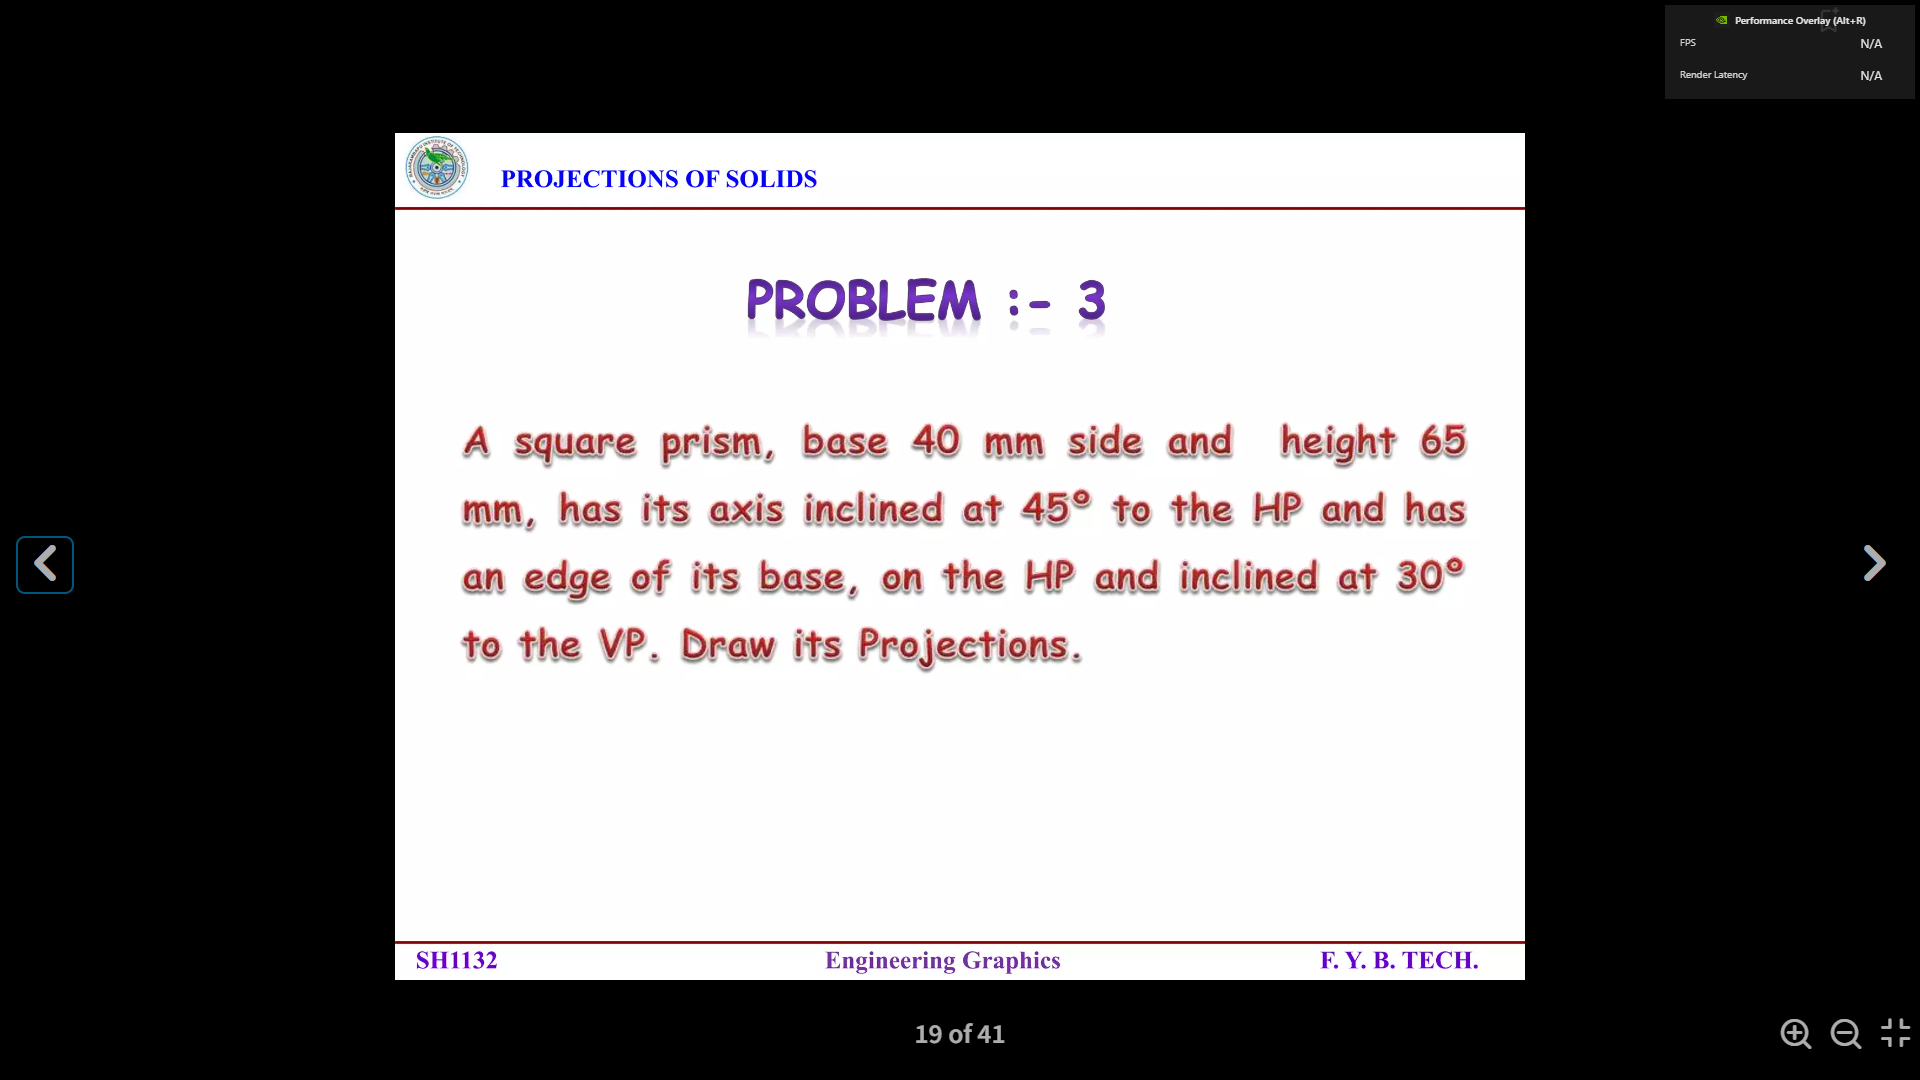 Performance Overlay (Alt+R)
FPS N/A
Render Latency N/A
PROJECTIONS OF SOLIDS
PROBLEM :- 3
A square prism, base 40 mm side and height 65
mm, has its axis inclined at 45° to the HP and has
an edge of its base, on the HP and inclined at 30°
to the VP. Draw its Projections.
SH1132 Engineering Graphics F. Y. B. TECH.
19 of 41